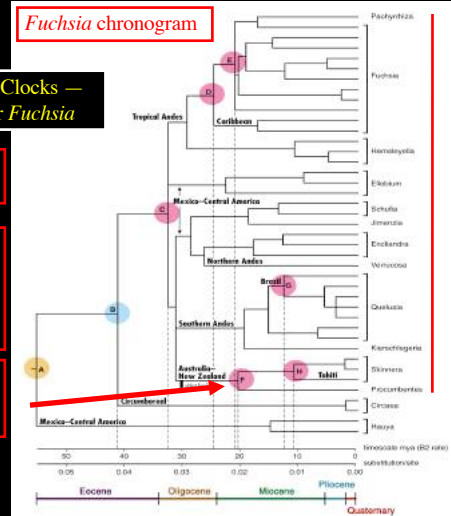 Fuchsia chronogram
Clocks —
r Fuchsia
Pachyrrhiza
E
Fuchsia
D
Tropical Andes
Caribbean
Hemsleyella
Ellobium
Mexico–Central America
C
Schufia
Jimenezia
Encliandra
Northern Andes
Verrucosa
Brazil
G
Quelusia
B
Southern Andes
Kierschlegeria
Australia–
New Zealand
H
Tahiti
Skinnera
~ A
F
Procumbentes
Circumboreal
Circaea
Mexico–Central America
Hauya
50 40 30 20 10 0
timescale mya (B2 rate)
0.05 0.04 0.03 0.02 0.01 0.00
substitution/site
Pliocene
Eocene Oligocene Miocene
Quaternary